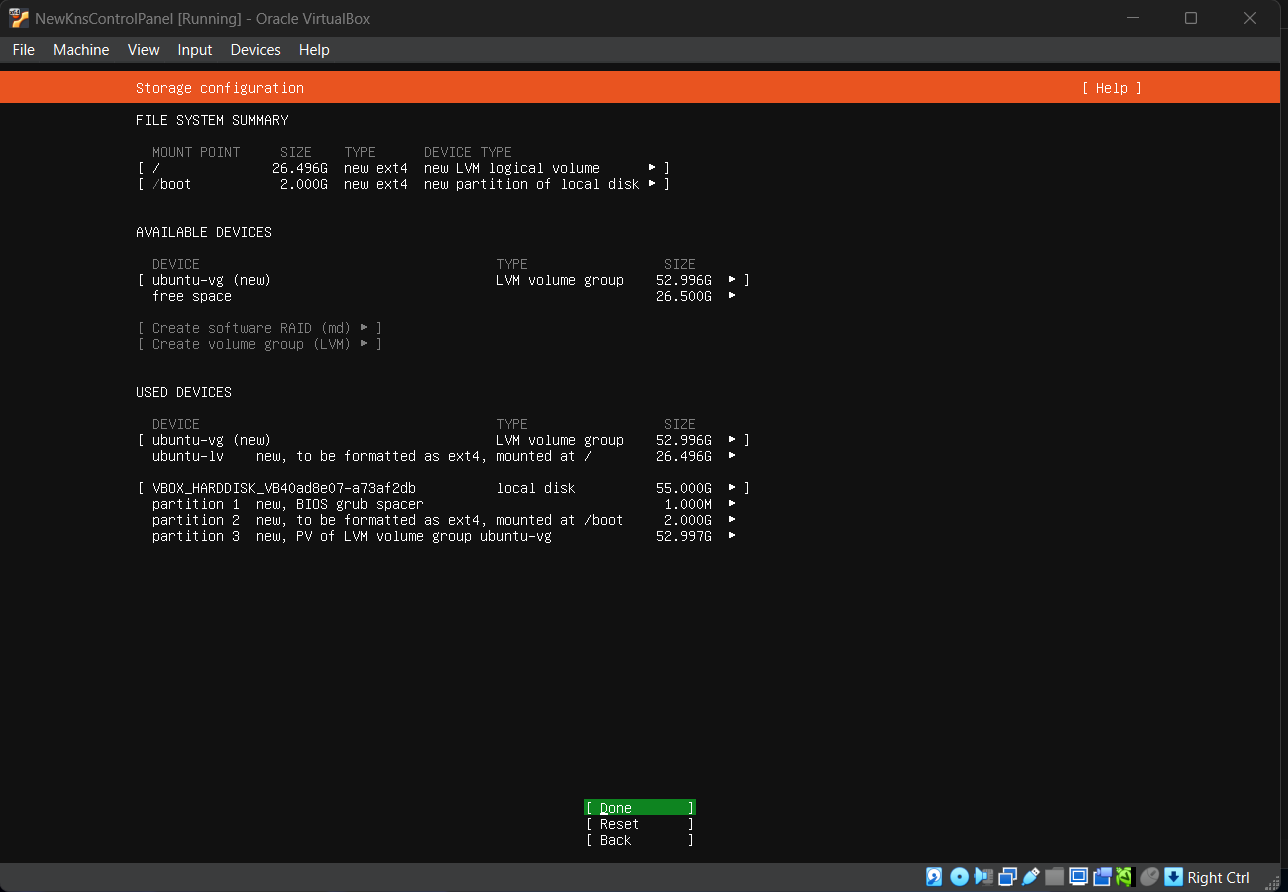 NewKnsControlPanel [Running] - Oracle VirtualBox
File Machine View Input Devices Help
Storage configuration [ Help ]
FILE SYSTEM SUMMARY
MOUNT POINT SIZE TYPE DEVICE TYPE
[ / 26.496G new ext4 new LVM logical volume ▸ ]
[ /boot 2.000G new ext4 new partition of local disk ▸ ]
AVAILABLE DEVICES
DEVICE TYPE SIZE
[ ubuntu-vg (new) LVM volume group 52.996G ▸ ]
free space 26.500G ▸
[ Create software RAID (md) ▸ ]
[ Create volume group (LVM) ▸ ]
USED DEVICES
DEVICE TYPE SIZE
[ ubuntu-vg (new) LVM volume group 52.996G ▸ ]
ubuntu-lv new, to be formatted as ext4, mounted at / 26.496G ▸
[ VBOX_HARDDISK_VB40ad8e07-a73af2db local disk 55.000G ▸ ]
partition 1 new, BIOS grub spacer 1.000M ▸
partition 2 new, to be formatted as ext4, mounted at /boot 2.000G ▸
partition 3 new, PV of LVM volume group ubuntu-vg 52.997G ▸
[ Done ]
[ Reset ]
[ Back ]
Right Ctrl